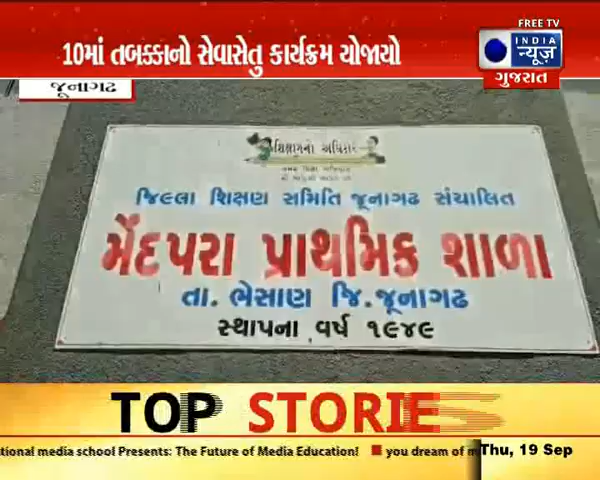 FREE TV
10માં તબક્કાનો સેવાસેતુ કાર્યક્રમ યોજાયો
INDIA
न्यूज़
ગુજરાત
જૂનાગઢ
શિક્ષાનો અધિકાર
જિલ્લા શિક્ષણ સમિતિ જૂનાગઢ સંચાલિત
મેંદપરા પ્રાથમિક શાળા
તા. ભેસાણ જિ.જૂનાગઢ
સ્થાપના વર્ષ ૧૯૪૯
TOP STORIES
tional media school Presents: The Future of Media Education! you dream of
Thu, 19 Sep